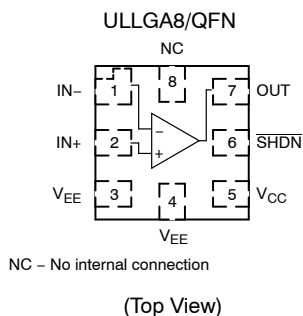 ULLGA8/QFN
NC
IN− 1 8 7 OUT
−
IN+ 2 + 6 SHDN
VEE 3 4 5 VCC
VEE
NC – No internal connection
(Top View)